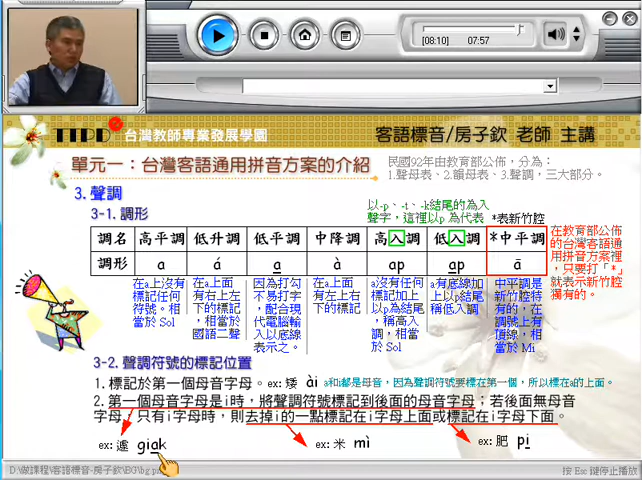 [08:10] 07:57
TTPD 台灣教師專業發展學園
客語標音/房子欽 老師 主講
單元一：台灣客語通用拼音方案的介紹
民國92年由教育部公佈，分為：
1.聲母表、2.韻母表、3.聲調，三大部分。
3. 聲調
3-1. 調形
以-p、-t、-k結尾的為入
聲字，這裡以p 為代表
*表新竹腔
調名 高平調 低升調 低平調 中降調 高入調 低入調 *中平調
調形 a á a à ap ap ā
在a上沒有
標記任何
符號。相
當於 Sol
在a上面
有右上左
下的標記，
相當於
國語二聲
因為打勾
不易打字，
配合現
代電腦輸
入以底線
表示之。
在a上面
有左上右
下的標記
a沒有任何
標記加上
以p為結尾，
稱高入
調，相當
於 Sol
a有底線加
上以p結尾
稱低入調
中平調是
新竹腔特
有的，在
調號上有
頂線，相
當於 Mi
在教育部公佈
的台灣客語通
用拼音方案裡
，只要打「*」
就表示新竹腔
獨有的。
3-2. 聲調符號的標記位置
1. 標記於第一個母音字母。ex: 矮 ài a和i都是母音，因為聲調符號要標在第一個，所以標在a的上面。
2. 第一個母音字母是i時，將聲調符號標記到後面的母音字母；若後面無母音
字母，只有i字母時，則去掉i的一點標記在i字母上面或標記在i字母下面。
ex: giak
ex: 米 mì
ex: 肥 pi
D:\做課程\客語標音-房子欽\BG\bg.p
按 Esc 鍵停止播放